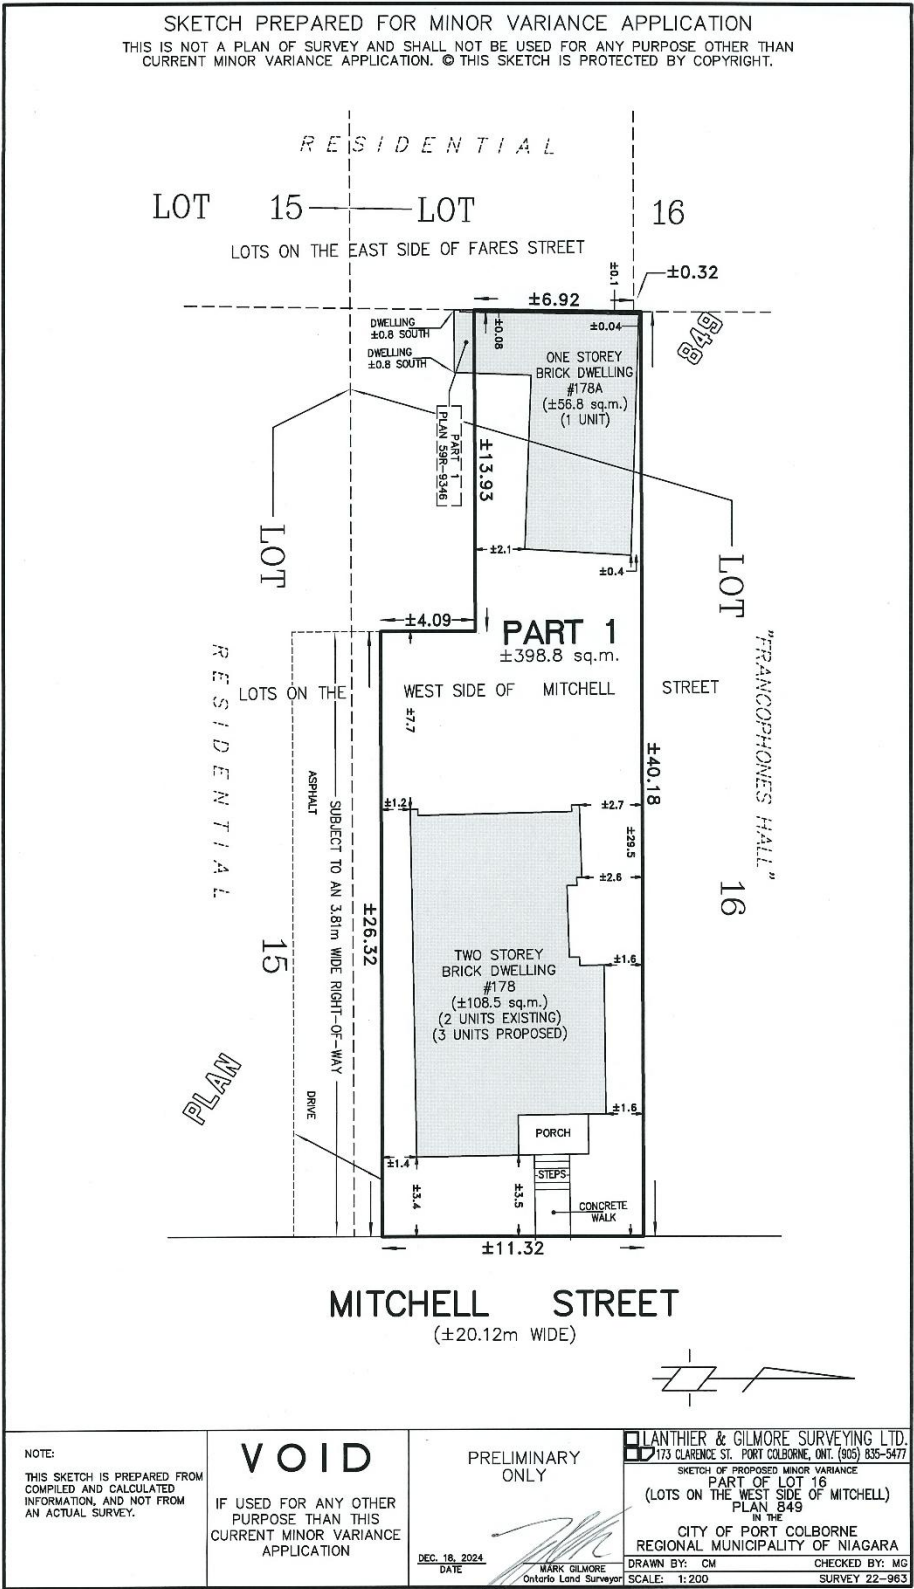 SKETCH PREPARED FOR MINOR VARIANCE APPLICATION
THIS IS NOT A PLAN OF SURVEY AND SHALL NOT BE USED FOR ANY PURPOSE OTHER THAN
CURRENT MINOR VARIANCE APPLICATION. © THIS SKETCH IS PROTECTED BY COPYRIGHT.
RESIDENTIAL
LOT 15 LOT 16
LOTS ON THE EAST SIDE OF FARES STREET
±0.1
±0.32
±6.92
849
DWELLING
±0.8 SOUTH
±0.08
±0.04
DWELLING
±0.8 SOUTH
ONE STOREY
BRICK DWELLING
#178A
(±56.8 sq.m.)
(1 UNIT)
PART 1
PLAN 59R-9346
±13.93
LOT
±2.1
±0.4
LOT
±4.09
PART 1
±398.8 sq.m.
RESIDENTIAL
"FRANCOPHONES HALL"
LOTS ON THE WEST SIDE OF MITCHELL STREET
±7.7
±40.18
ASPHALT
SUBJECT TO AN 3.81m WIDE RIGHT-OF-WAY
±1.2
±2.7
±29.5
±2.6
16
15
±26.32
±1.6
TWO STOREY
BRICK DWELLING
#178
(±108.5 sq.m.)
(2 UNITS EXISTING)
(3 UNITS PROPOSED)
PLAN
DRIVE
±1.6
PORCH
±1.4
STEPS
±3.4
±3.5
CONCRETE
WALK
±11.32
MITCHELL STREET
(±20.12m WIDE)
NOTE:
THIS SKETCH IS PREPARED FROM
COMPILED AND CALCULATED
INFORMATION, AND NOT FROM
AN ACTUAL SURVEY.
VOID
IF USED FOR ANY OTHER
PURPOSE THAN THIS
CURRENT MINOR VARIANCE
APPLICATION
PRELIMINARY
ONLY
DEC. 18, 2024
DATE
MARK GILMORE
Ontario Land Surveyor
LANTHIER & GILMORE SURVEYING LTD.
173 CLARENCE ST. PORT COLBORNE, ONT. (905) 835-5477
SKETCH OF PROPOSED MINOR VARIANCE
PART OF LOT 16
(LOTS ON THE WEST SIDE OF MITCHELL)
PLAN 849
IN THE
CITY OF PORT COLBORNE
REGIONAL MUNICIPALITY OF NIAGARA
DRAWN BY: CM CHECKED BY: MG
SCALE: 1:200 SURVEY 22-963